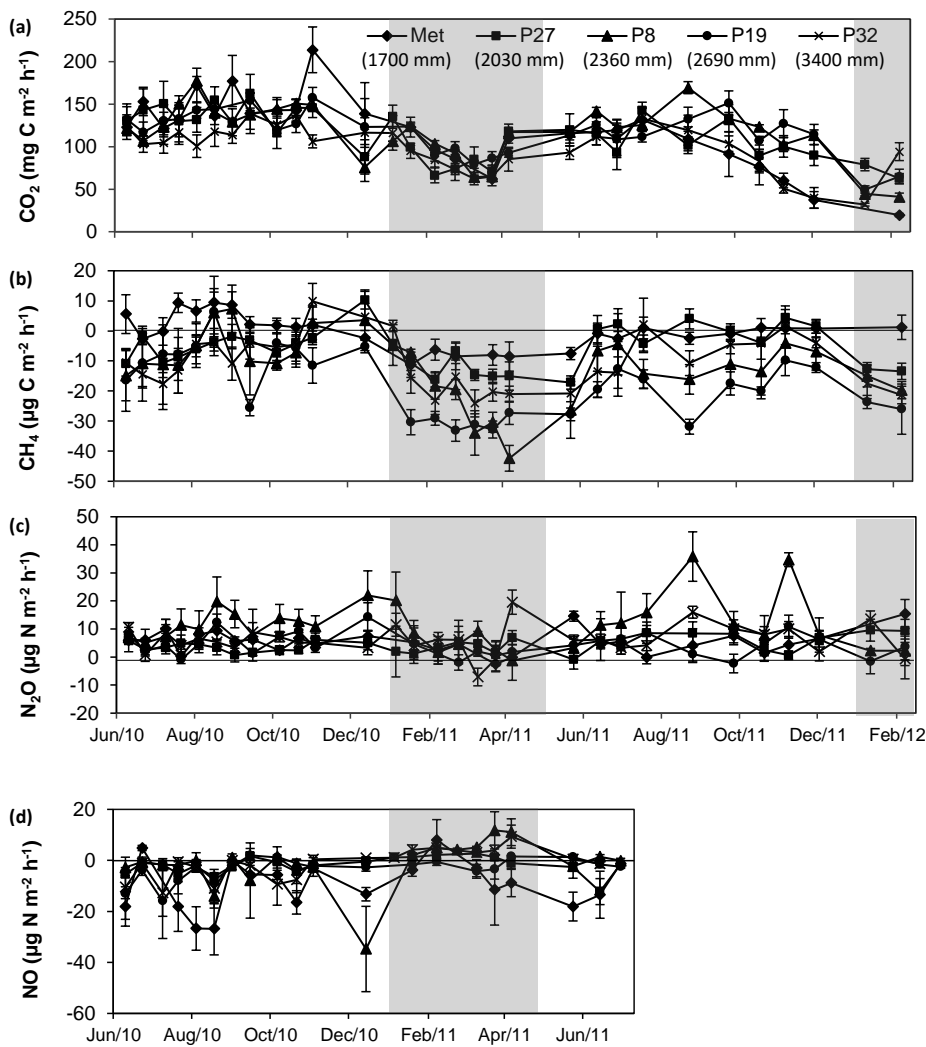 (a)
250
200
150
100
50
0
CO₂ (mg C m⁻² h⁻¹)
Met P27 P8 P19 P32
(1700 mm) (2030 mm) (2360 mm) (2690 mm) (3400 mm)
(b)
20
10
0
-10
-20
-30
-40
-50
CH₄ (µg C m⁻² h⁻¹)
(c)
50
40
30
20
10
0
-10
-20
N₂O (µg N m⁻² h⁻¹)
Jun/10 Aug/10 Oct/10 Dec/10 Feb/11 Apr/11 Jun/11 Aug/11 Oct/11 Dec/11 Feb/12
(d)
20
0
-20
-40
-60
NO (µg N m⁻² h⁻¹)
Jun/10 Aug/10 Oct/10 Dec/10 Feb/11 Apr/11 Jun/11